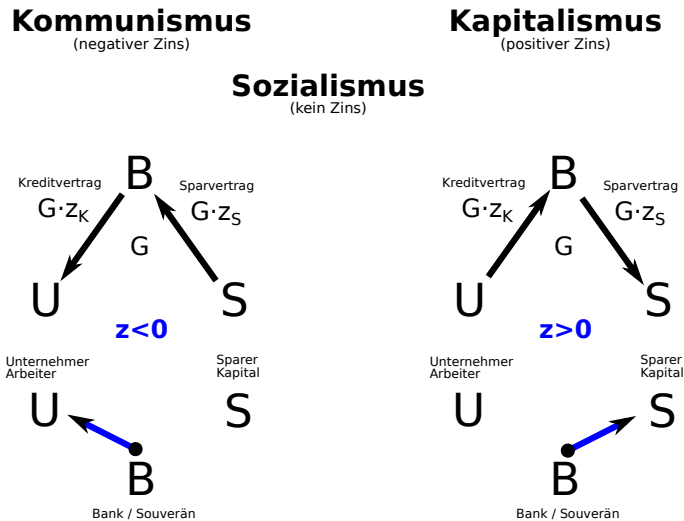 Kommunismus
(negativer Zins)
Kapitalismus
(positiver Zins)
Sozialismus
(kein Zins)
B
Kreditvertrag
Sparvertrag
G·zK
G·zS
G
U
S
z<0
Unternehmer
Arbeiter
Sparer
Kapital
U
S
B
Bank / Souverän
B
Kreditvertrag
Sparvertrag
G·zK
G·zS
G
U
S
z>0
Unternehmer
Arbeiter
Sparer
Kapital
U
S
B
Bank / Souverän